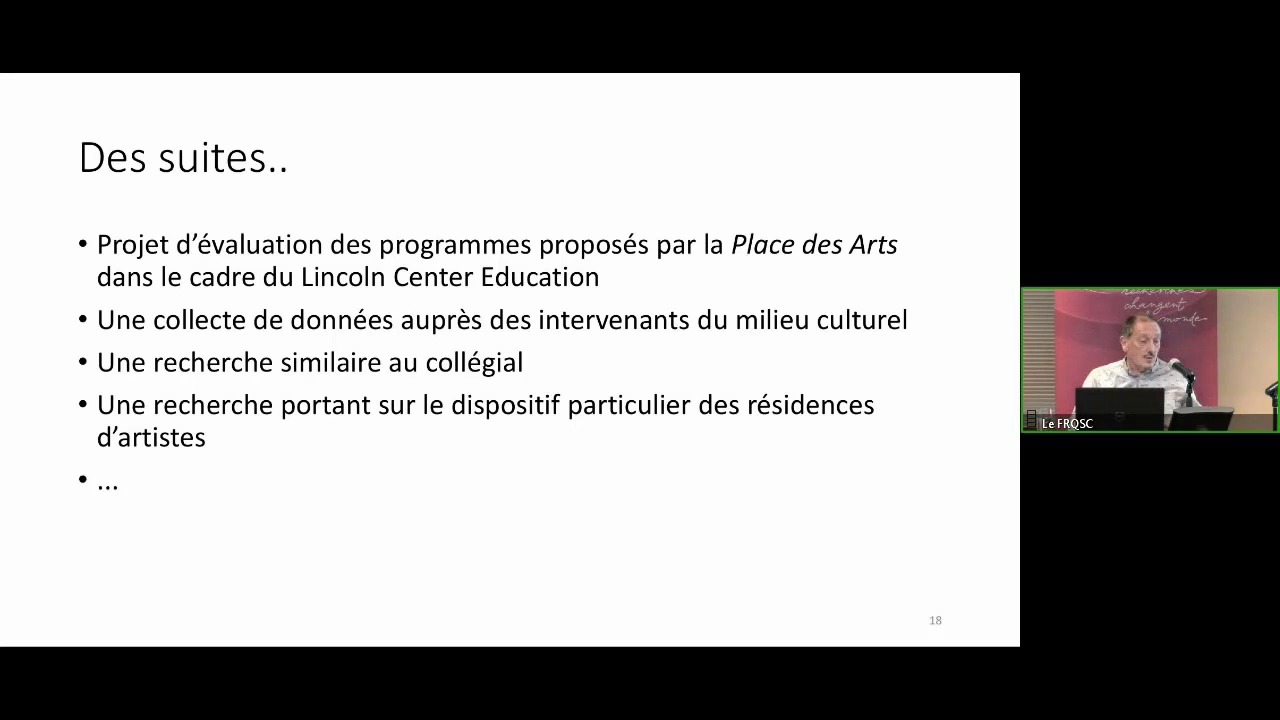 Des suites..
• Projet d’évaluation des programmes proposés par la Place des Arts
dans le cadre du Lincoln Center Education
• Une collecte de données auprès des intervenants du milieu culturel
• Une recherche similaire au collégial
• Une recherche portant sur le dispositif particulier des résidences
d’artistes
• ...
18
changent
monde
Le FRQSC